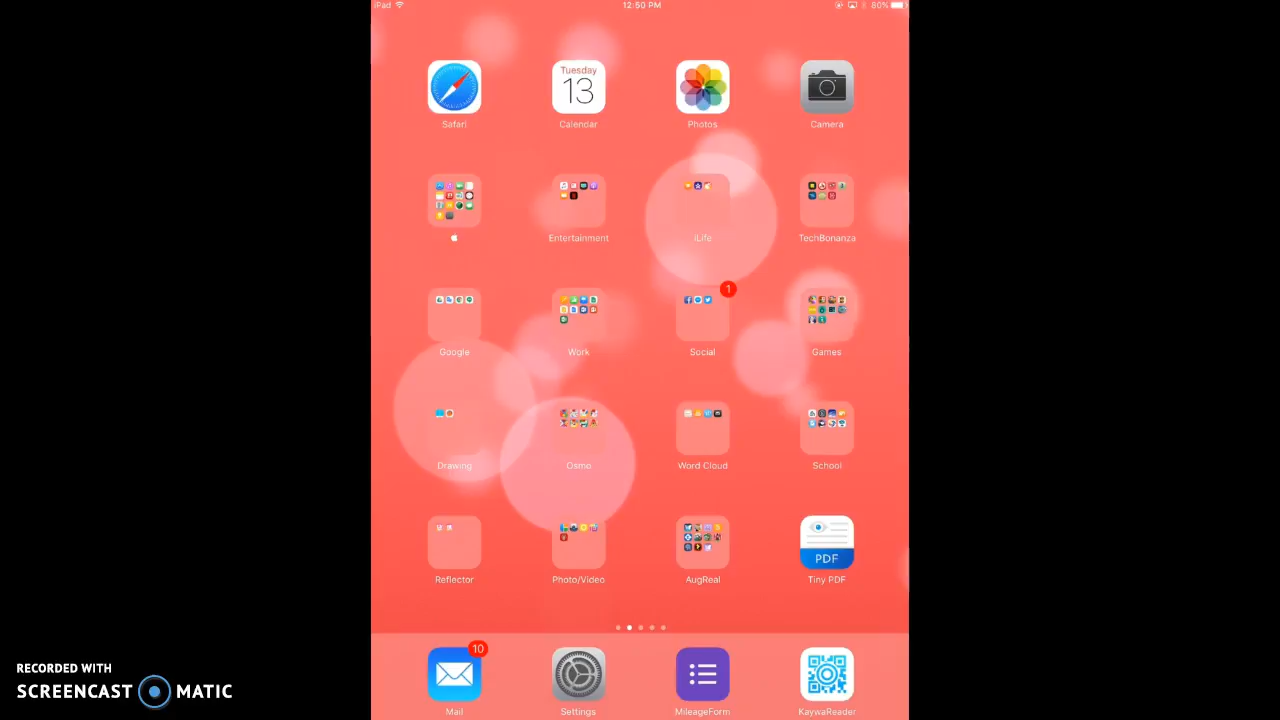 iPad 12:50 PM 80%
Tuesday
13
Safari Calendar Photos Camera
Entertainment iLife TechBonanza
1
Google Work Social Games
Drawing Osmo Word Cloud School
PDF
Reflector Photo/Video AugReal Tiny PDF
10
Mail Settings MileageForm KaywaReader
RECORDED WITH
SCREENCAST MATIC